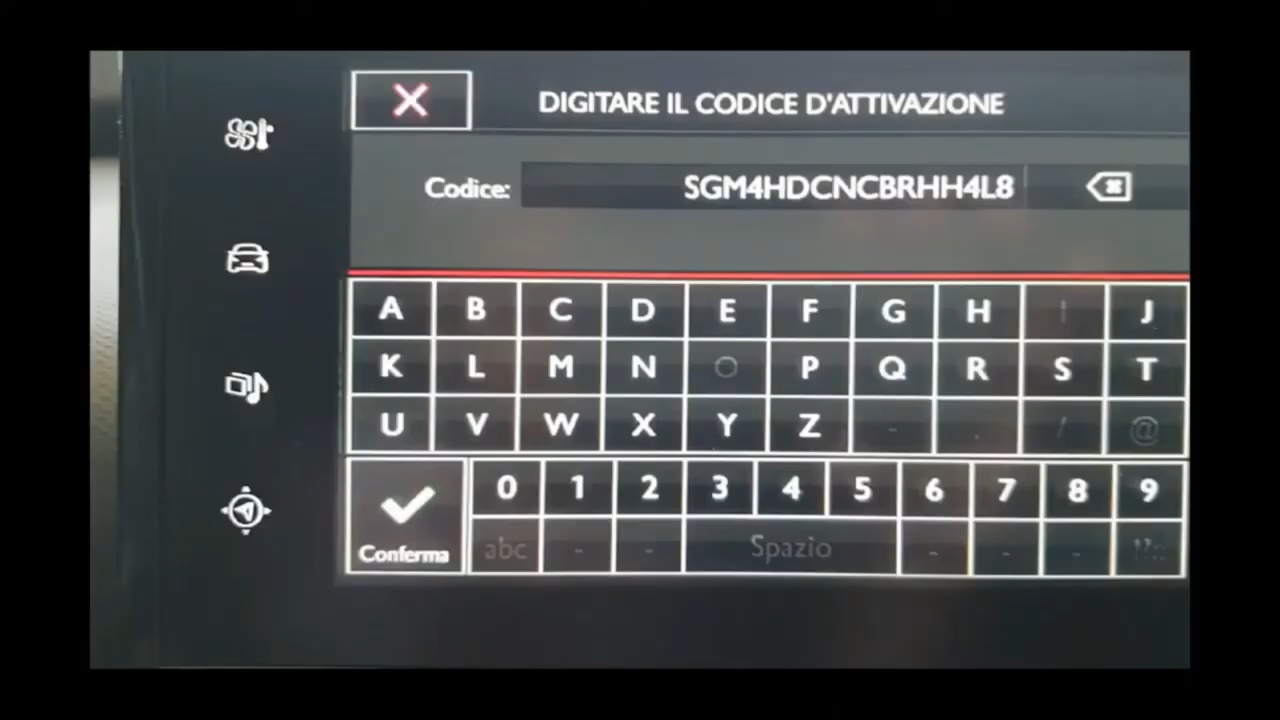 DIGITARE IL CODICE D'ATTIVAZIONE
Codice: SGM4HDCNCBRHH4L8
A B C D E F G H I J
K L M N O P Q R S T
U V W X Y Z - . / @
Conferma 0 1 2 3 4 5 6 7 8 9
abc - - Spazio - - -